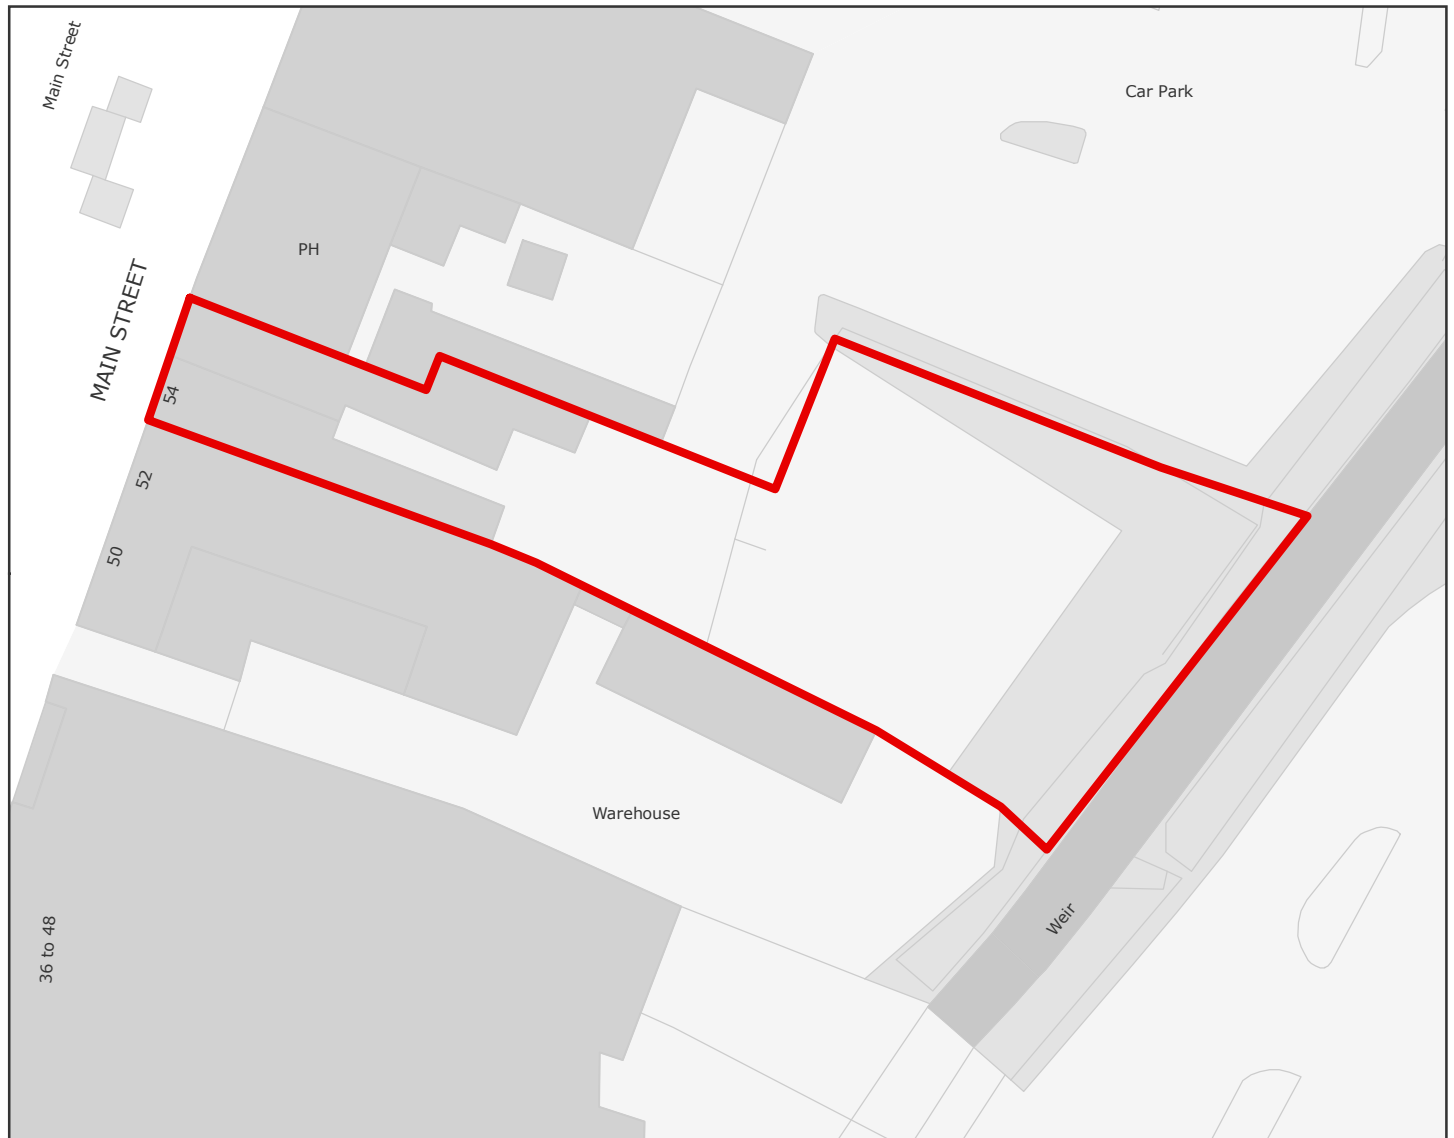 Main Street
Car Park
PH
MAIN STREET
54
52
50
Warehouse
Weir
36 to 48